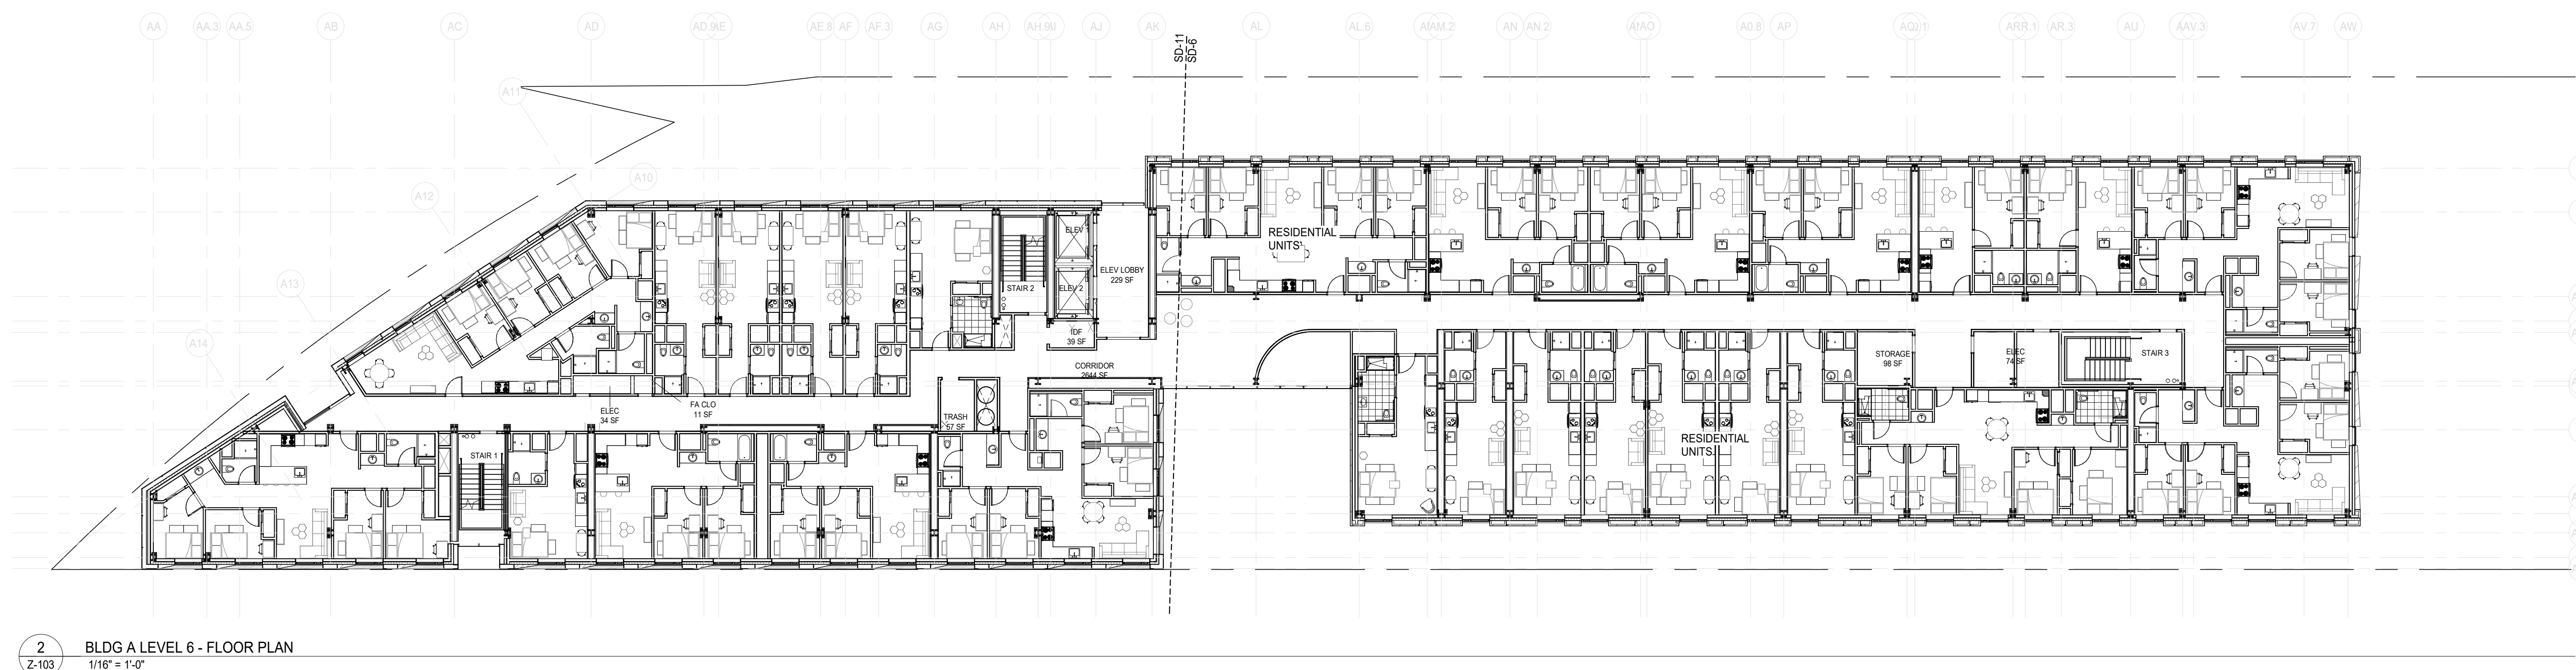 AA
AA.3
AA.5
AB
AC
AD
AE
AE.8
AF
AF.3
AG
AH
AJ
AK
AL
AL.6
AM.2
AN
AN.2
AO
AP
AR.3
AU
AV.3
AV.7
AW
SD-11
SD-6
A11
A10
A12
A13
A14
RESIDENTIAL
UNITS
ELEV
ELEV LOBBY
229 SF
STAIR 2
ELEV 2
IDF
39 SF
CORRIDOR
2644 SF
STORAGE
98 SF
ELEC
74 SF
STAIR 3
FA CLO
11 SF
ELEC
34 SF
TRASH
57 SF
RESIDENTIAL
UNITS
STAIR 1
2
Z-103
BLDG A LEVEL 6 - FLOOR PLAN
1/16" = 1'-0"